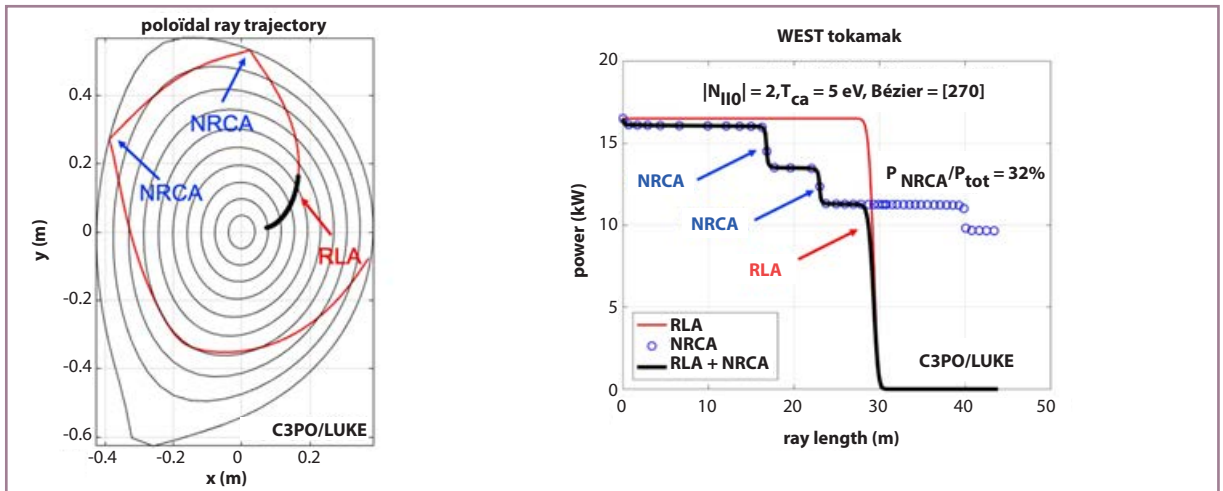 poloïdal ray trajectory
0.4
0.2
0
-0.2
-0.4
-0.6
y (m)
NRCA
NRCA
RLA
C3PO/LUKE
-0.4 -0.2 0 0.2
x (m)
WEST tokamak
20
15
10
5
0
power (kW)
|N||0| = 2,Tca = 5 eV, Bézier = [270]
NRCA
PNRCA/Ptot = 32%
NRCA
RLA
RLA
NRCA
RLA + NRCA
C3PO/LUKE
0 10 20 30 40 50
ray length (m)